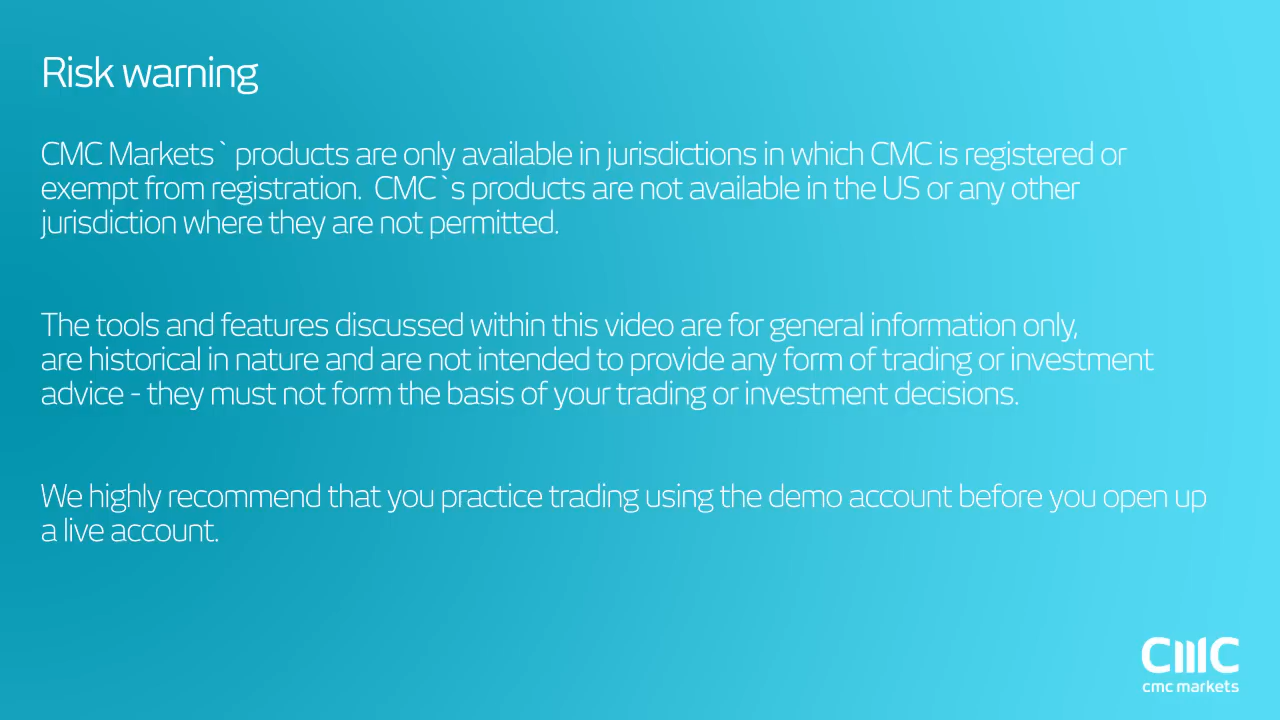 Risk warning
CMC Markets` products are only available in jurisdictions in which CMC is registered or
exempt from registration.  CMC`s products are not available in the US or any other
jurisdiction where they are not permitted.
The tools and features discussed within this video are for general information only,
are historical in nature and are not intended to provide any form of trading or investment
advice - they must not form the basis of your trading or investment decisions.
We highly recommend that you practice trading using the demo account before you open up
a live account.
CMC
cmc markets